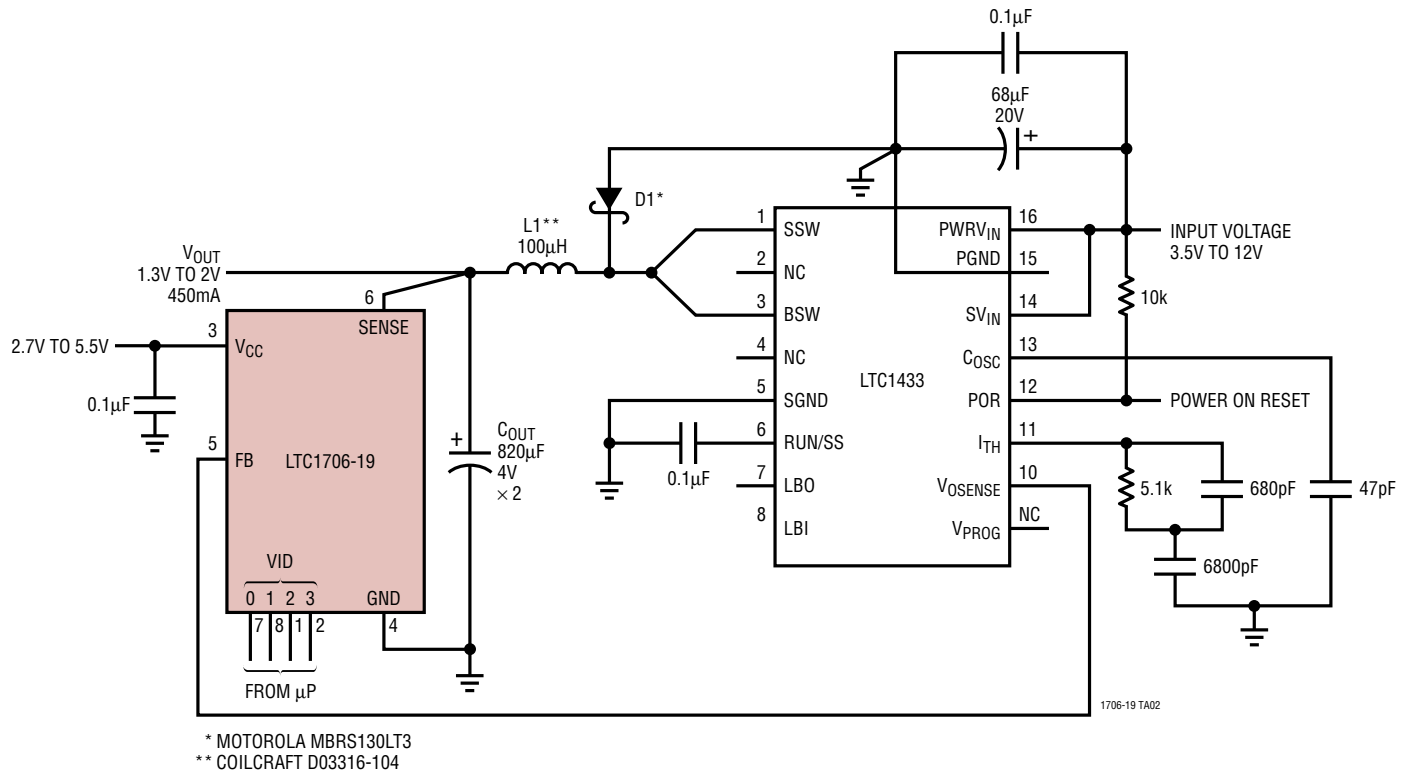 0.1µF
68µF
20V
+
D1*
L1**
100µH
VOUT
1.3V TO 2V
450mA
6
SENSE
3
VCC
2.7V TO 5.5V
0.1µF
5
FB
LTC1706-19
VID
0 1 2 3
GND
7 8 1 2
4
FROM µP
+
COUT
820µF
4V
× 2
1
SSW
2
NC
3
BSW
4
NC
5
SGND
6
RUN/SS
7
LBO
8
LBI
0.1µF
LTC1433
PWRVIN
16
PGND
15
SVIN
14
COSC
13
POR
12
ITH
11
VOSENSE
10
VPROG
NC
INPUT VOLTAGE
3.5V TO 12V
10k
POWER ON RESET
5.1k
680pF
47pF
6800pF
1706-19 TA02
* MOTOROLA MBRS130LT3
** COILCRAFT D03316-104